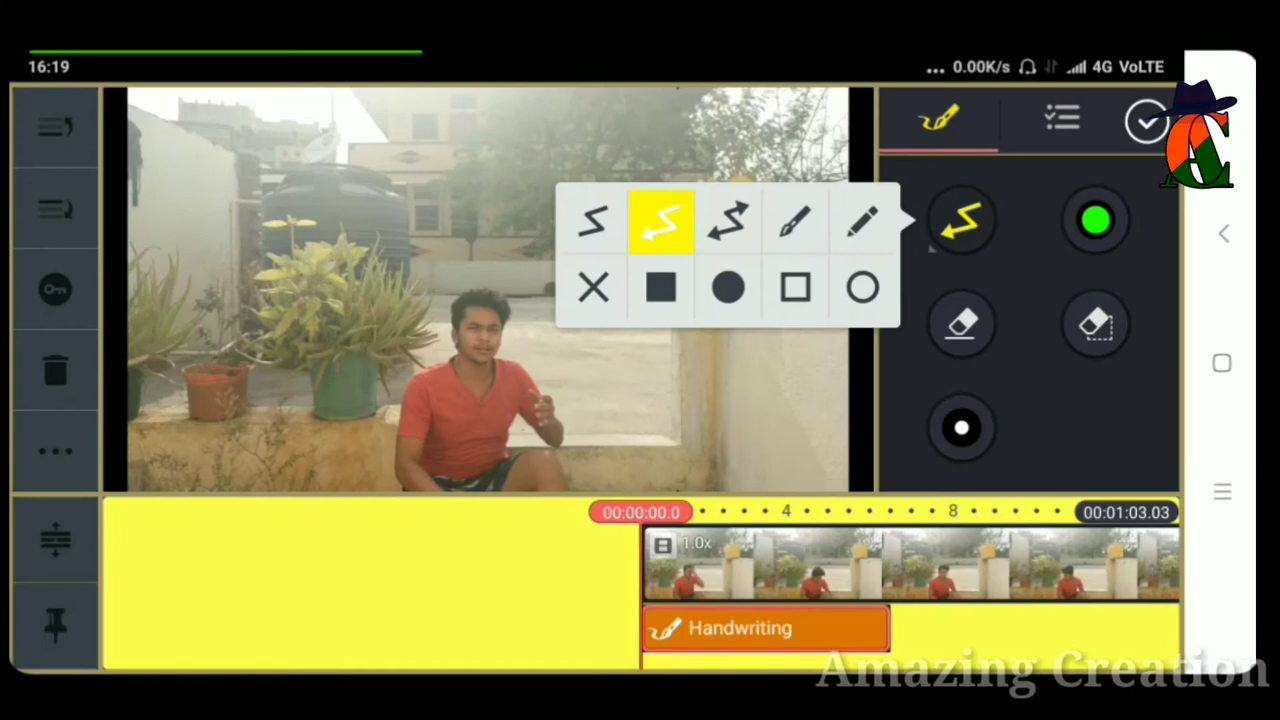 16:19
... 0.00K/s 4G VoLTE
00:00:00.0 4 8 00:01:03.03
1.0x
Handwriting
Amazing Creation